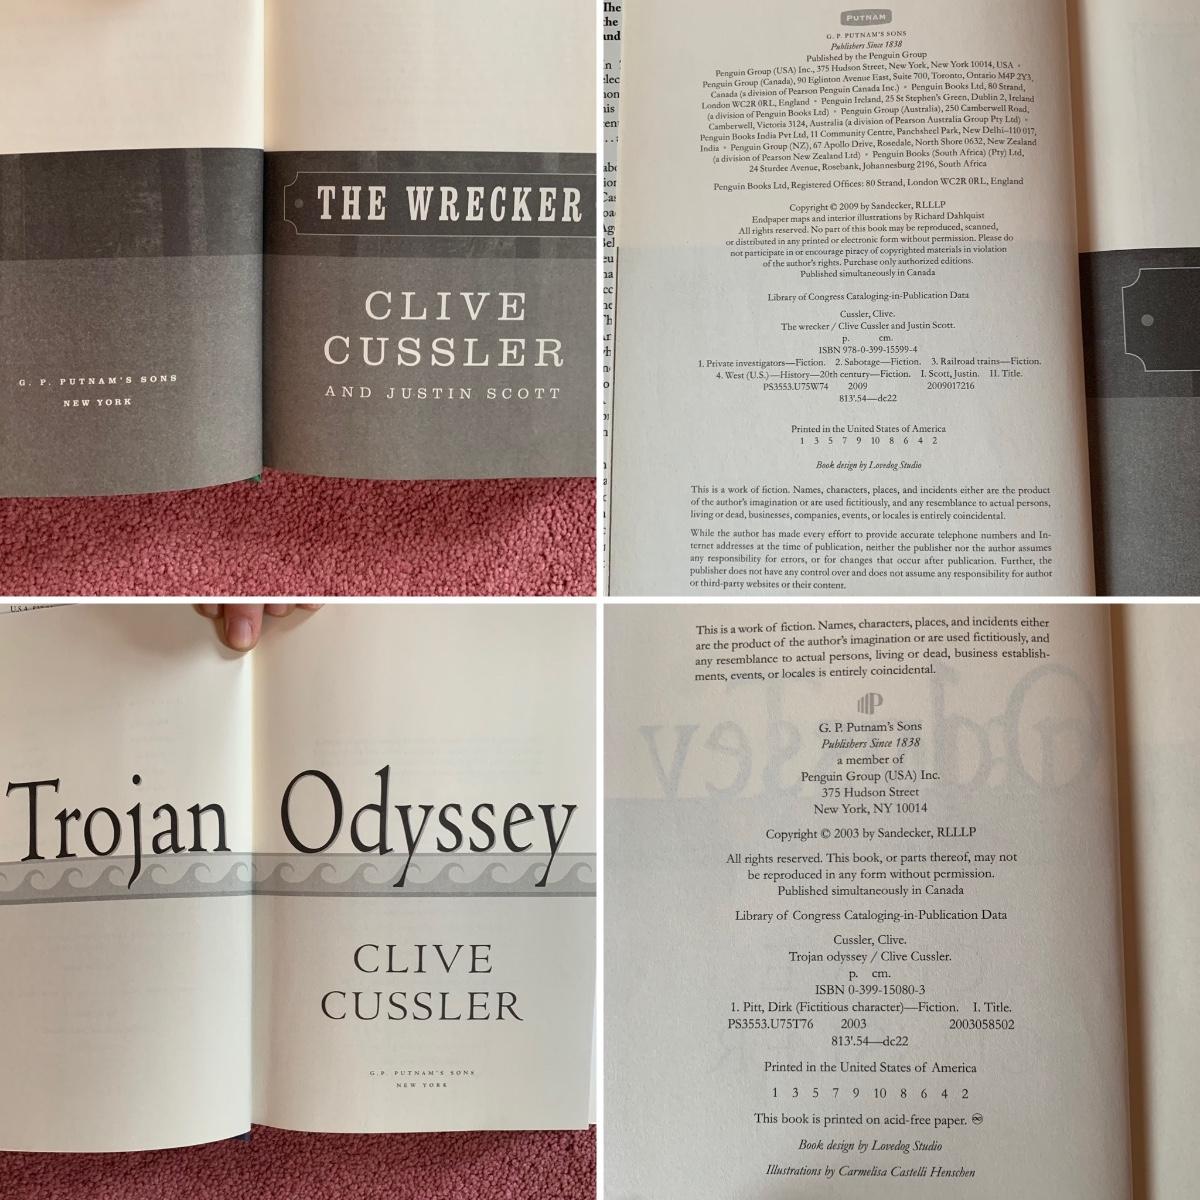 THE WRECKER
CLIVE
CUSSLER
AND JUSTIN SCOTT
G. P. PUTNAM'S SONS
NEW YORK
PUTNAM
G. P. PUTNAM'S SONS
Publishers Since 1838
Published by the Penguin Group
Penguin Group (USA) Inc., 375 Hudson Street, New York, New York 10014, USA •
Penguin Group (Canada), 90 Eglinton Avenue East, Suite 700, Toronto, Ontario M4P 2Y3,
Canada (a division of Pearson Penguin Canada Inc.) • Penguin Books Ltd, 80 Strand,
London WC2R 0RL, England • Penguin Ireland, 25 St Stephen's Green, Dublin 2, Ireland
(a division of Penguin Books Ltd) • Penguin Group (Australia), 250 Camberwell Road,
Camberwell, Victoria 3124, Australia (a division of Pearson Australia Group Pty Ltd) •
Penguin Books India Pvt Ltd, 11 Community Centre, Panchsheel Park, New Delhi–110 017,
India • Penguin Group (NZ), 67 Apollo Drive, Rosedale, North Shore 0632, New Zealand
(a division of Pearson New Zealand Ltd) • Penguin Books (South Africa) (Pty) Ltd,
24 Sturdee Avenue, Rosebank, Johannesburg 2196, South Africa
Penguin Books Ltd, Registered Offices: 80 Strand, London WC2R 0RL, England
Copyright © 2009 by Sandecker, RLLLP
Endpaper maps and interior illustrations by Richard Dahlquist
All rights reserved. No part of this book may be reproduced, scanned,
or distributed in any printed or electronic form without permission. Please do
not participate in or encourage piracy of copyrighted materials in violation
of the author's rights. Purchase only authorized editions.
Published simultaneously in Canada
Library of Congress Cataloging-in-Publication Data
Cussler, Clive.
The wrecker / Clive Cussler and Justin Scott.
p. cm.
ISBN 978-0-399-15599-4
1. Private investigators—Fiction. 2. Sabotage—Fiction. 3. Railroad trains—Fiction.
4. West (U.S.)—History—20th century—Fiction. I. Scott, Justin. II. Title.
PS3553.U75W74 2009 2009017216
813'.54—dc22
Printed in the United States of America
1 3 5 7 9 10 8 6 4 2
Book design by Lovedog Studio
This is a work of fiction. Names, characters, places, and incidents either are the product
of the author's imagination or are used fictitiously, and any resemblance to actual persons,
living or dead, businesses, companies, events, or locales is entirely coincidental.
While the author has made every effort to provide accurate telephone numbers and In-
ternet addresses at the time of publication, neither the publisher nor the author assumes
any responsibility for errors, or for changes that occur after publication. Further, the
publisher does not have any control over and does not assume any responsibility for author
or third-party websites or their content.
Trojan Odyssey
CLIVE
CUSSLER
G.P. PUTNAM'S SONS
NEW YORK
This is a work of fiction. Names, characters, places, and incidents either
are the product of the author's imagination or are used fictitiously, and
any resemblance to actual persons, living or dead, business establish-
ments, events, or locales is entirely coincidental.
G. P. Putnam's Sons
Publishers Since 1838
a member of
Penguin Group (USA) Inc.
375 Hudson Street
New York, NY 10014
Copyright © 2003 by Sandecker, RLLLP
All rights reserved. This book, or parts thereof, may not
be reproduced in any form without permission.
Published simultaneously in Canada
Library of Congress Cataloging-in-Publication Data
Cussler, Clive.
Trojan odyssey / Clive Cussler.
p. cm.
ISBN 0-399-15080-3
1. Pitt, Dirk (Fictitious character)—Fiction. I. Title.
PS3553.U75T76 2003 2003058502
813'.54—dc22
Printed in the United States of America
1 3 5 7 9 10 8 6 4 2
This book is printed on acid-free paper. ♾
Book design by Lovedog Studio
Illustrations by Carmelisa Castelli Henschen